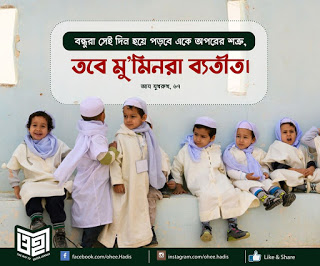 বন্ধুরা সেই দিন হয়ে পড়বে একে অপরের শত্রু,
তবে মু'মিনরা ব্যতীত।
আয যুখরুফ, ৬৭
facebook.com/ohee.hadis
instagram.com/ohee.hadis
Like & Share